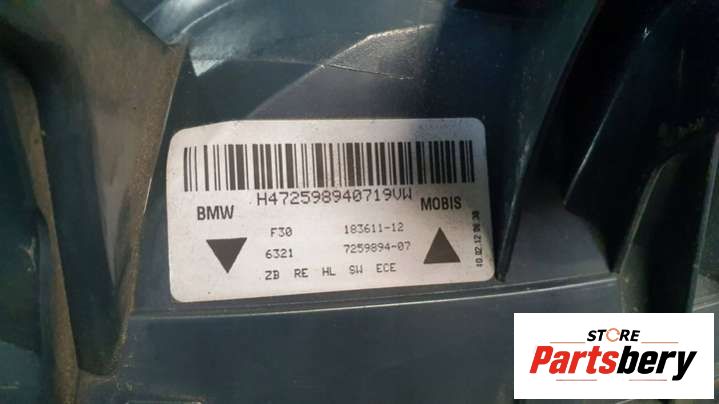 H472598940719VW
BMW MOBIS
F30 183611-12
6321 7259894-07
ZB RE HL SW ECE
STORE
Partsbery